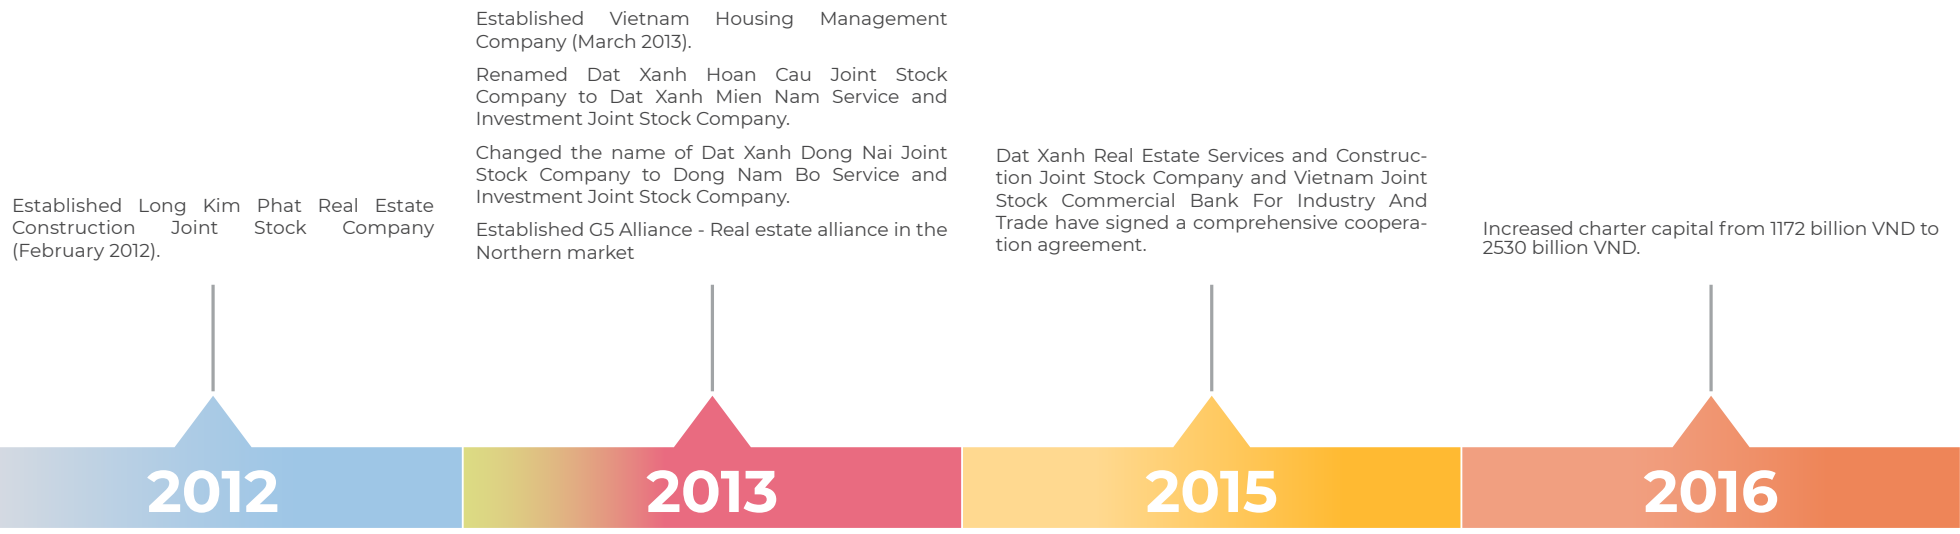 Established Long Kim Phat Real Estate
Construction Joint Stock Company
(February 2012).
2012
Established Vietnam Housing Management
Company (March 2013).
Renamed Dat Xanh Hoan Cau Joint Stock
Company to Dat Xanh Mien Nam Service and
Investment Joint Stock Company.
Changed the name of Dat Xanh Dong Nai Joint
Stock Company to Dong Nam Bo Service and
Investment Joint Stock Company.
Established G5 Alliance - Real estate alliance in the
Northern market
2013
Dat Xanh Real Estate Services and Construc-
tion Joint Stock Company and Vietnam Joint
Stock Commercial Bank For Industry And
Trade have signed a comprehensive coopera-
tion agreement.
2015
Increased charter capital from 1172 billion VND to
2530 billion VND.
2016